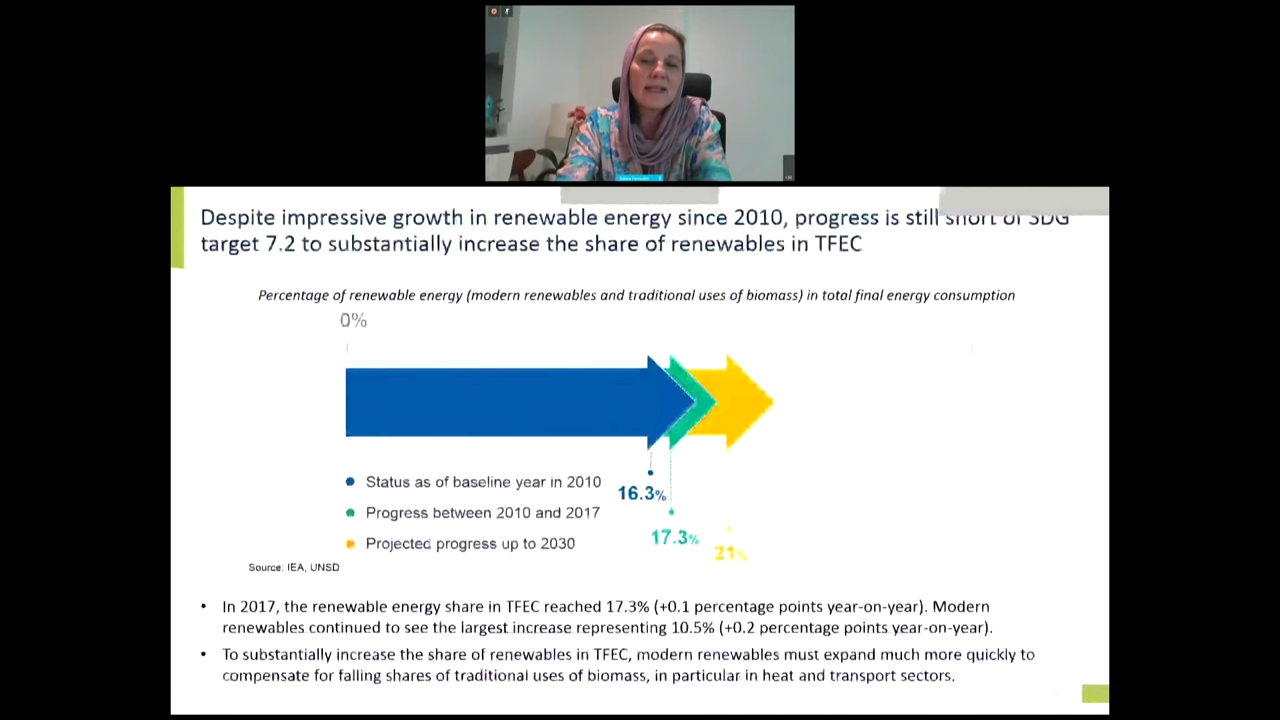 Despite impressive growth in renewable energy since 2010, progress is still short of SDG
target 7.2 to substantially increase the share of renewables in TFEC
Percentage of renewable energy (modern renewables and traditional uses of biomass) in total final energy consumption
0%
Status as of baseline year in 2010
16.3%
Progress between 2010 and 2017
17.3%
Projected progress up to 2030
21%
Source: IEA, UNSD
• In 2017, the renewable energy share in TFEC reached 17.3% (+0.1 percentage points year-on-year). Modern
renewables continued to see the largest increase representing 10.5% (+0.2 percentage points year-on-year).
• To substantially increase the share of renewables in TFEC, modern renewables must expand much more quickly to
compensate for falling shares of traditional uses of biomass, in particular in heat and transport sectors.